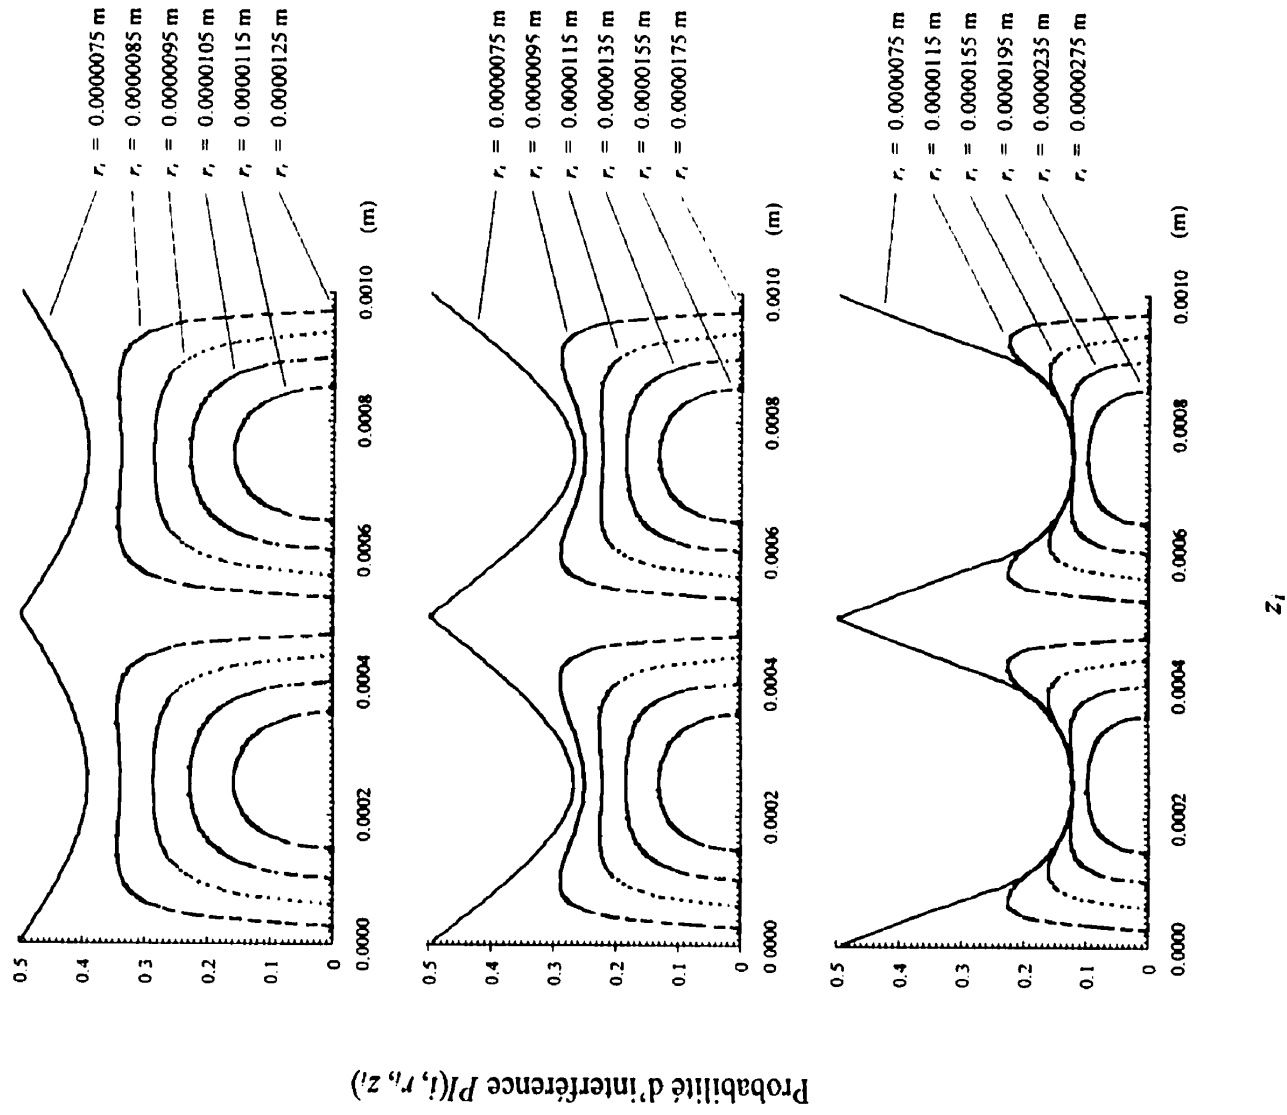 Probabilité d'interférence PI(i, rᵢ, zᵢ)
0.5
0.4
0.3
0.2
0.1
0
0.0000
0.0002
0.0004
0.0006
0.0008
0.0010
(m)
rᵢ = 0.0000075 m
rᵢ = 0.0000085 m
rᵢ = 0.0000095 m
rᵢ = 0.0000105 m
rᵢ = 0.0000115 m
rᵢ = 0.0000125 m
0.5
0.4
0.3
0.2
0.1
0
0 0000
0.0002
0.0004
0.0006
0.0008
0.0010
(m)
rᵢ = 0.0000075 m
rᵢ = 0.0000095 m
rᵢ = 0.0000115 m
rᵢ = 0.0000135 m
rᵢ = 0.0000155 m
rᵢ = 0.0000175 m
0.5
0.4
0.3
0.2
0.1
0
0.0000
0.0002
0.0004
0.0006
0.0008
0.0010
(m)
rᵢ = 0.0000075 m
rᵢ = 0.0000115 m
rᵢ = 0.0000155 m
rᵢ = 0.0000195 m
rᵢ = 0.0000235 m
rᵢ = 0.0000275 m
zᵢ